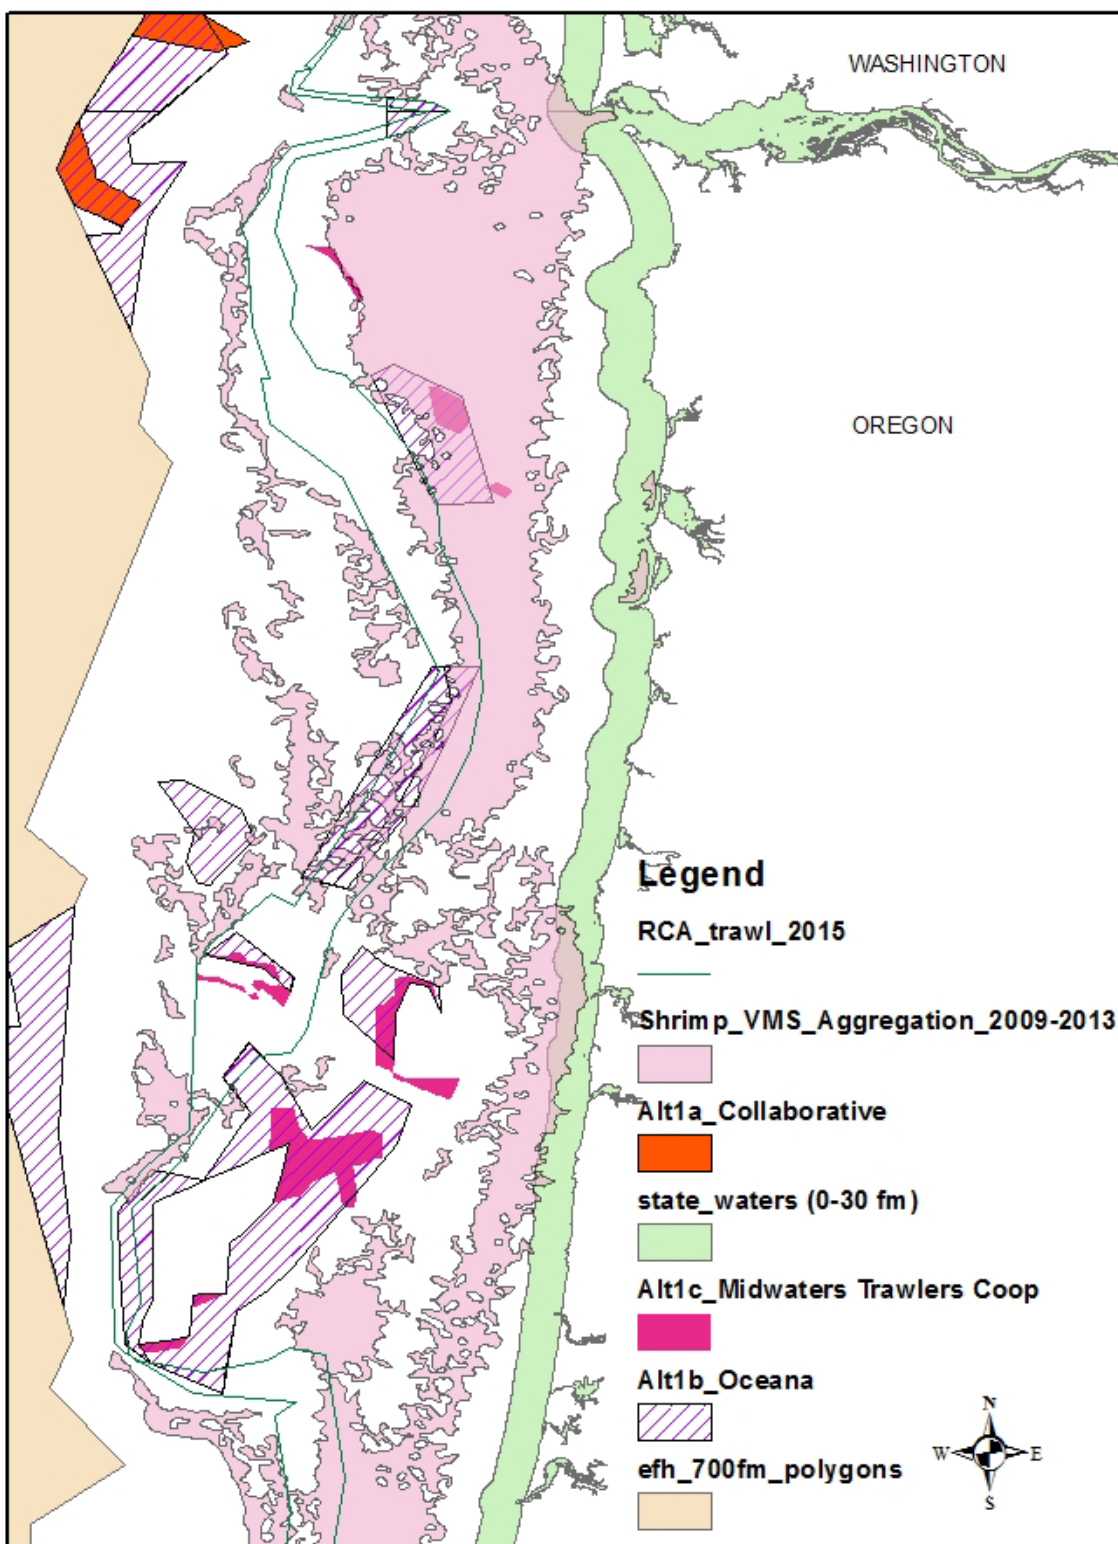 WASHINGTON
OREGON
Legend
RCA_trawl_2015
Shrimp_VMS_Aggregation_2009-2013
Alt1a_Collaborative
state_waters (0-30 fm)
Alt1c_Midwaters Trawlers Coop
Alt1b_Oceana
efh_700fm_polygons
N
W E
S